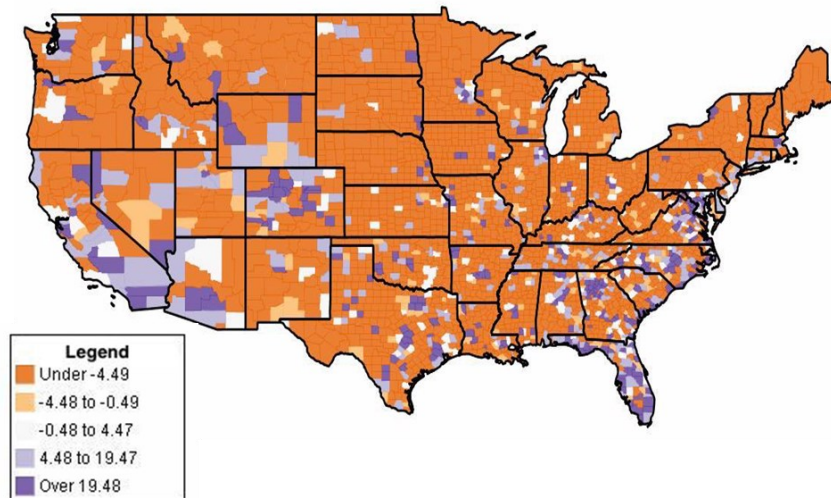 Legend
Under -4.49
-4.48 to -0.49
-0.48 to 4.47
4.48 to 19.47
Over 19.48